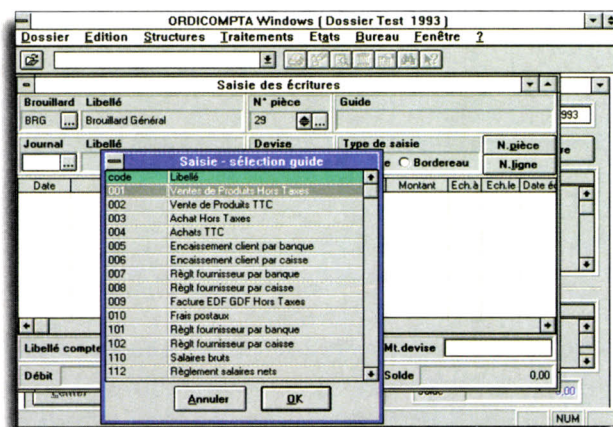 ORDICOMPTA Windows ( Dossier Test 1993 )
Dossier Edition Structures Traitements Etats Bureau Fenêtre ?
Saisie des écritures
Brouillard Libellé N° pièce Guide
BRG ... Brouillard Général 29 ...
993
Journal Libellé Devise Type de saisie N.pièce
... e Bordereau N.ligne re
Saisie - sélection guide
Date Montant Ech.à Ech.le Date éc
code Libellé
001 Ventes de Produits Hors Taxes
002 Vente de Produits TTC
003 Achat Hors Taxes
004 Achats TTC
005 Encaissement client par banque
006 Encaissement client par caisse
007 Règlt fournisseur par banque
008 Règlt fournisseur par caisse
009 Facture EDF GDF Hors Taxes
010 Frais postaux
101 Règlt fournisseur par banque
102 Règlt fournisseur par caisse
110 Salaires bruts
112 Règlement salaires nets
Libellé compte Mt.devise
Débit Solde 0,00
Annuler OK
,00
NUM